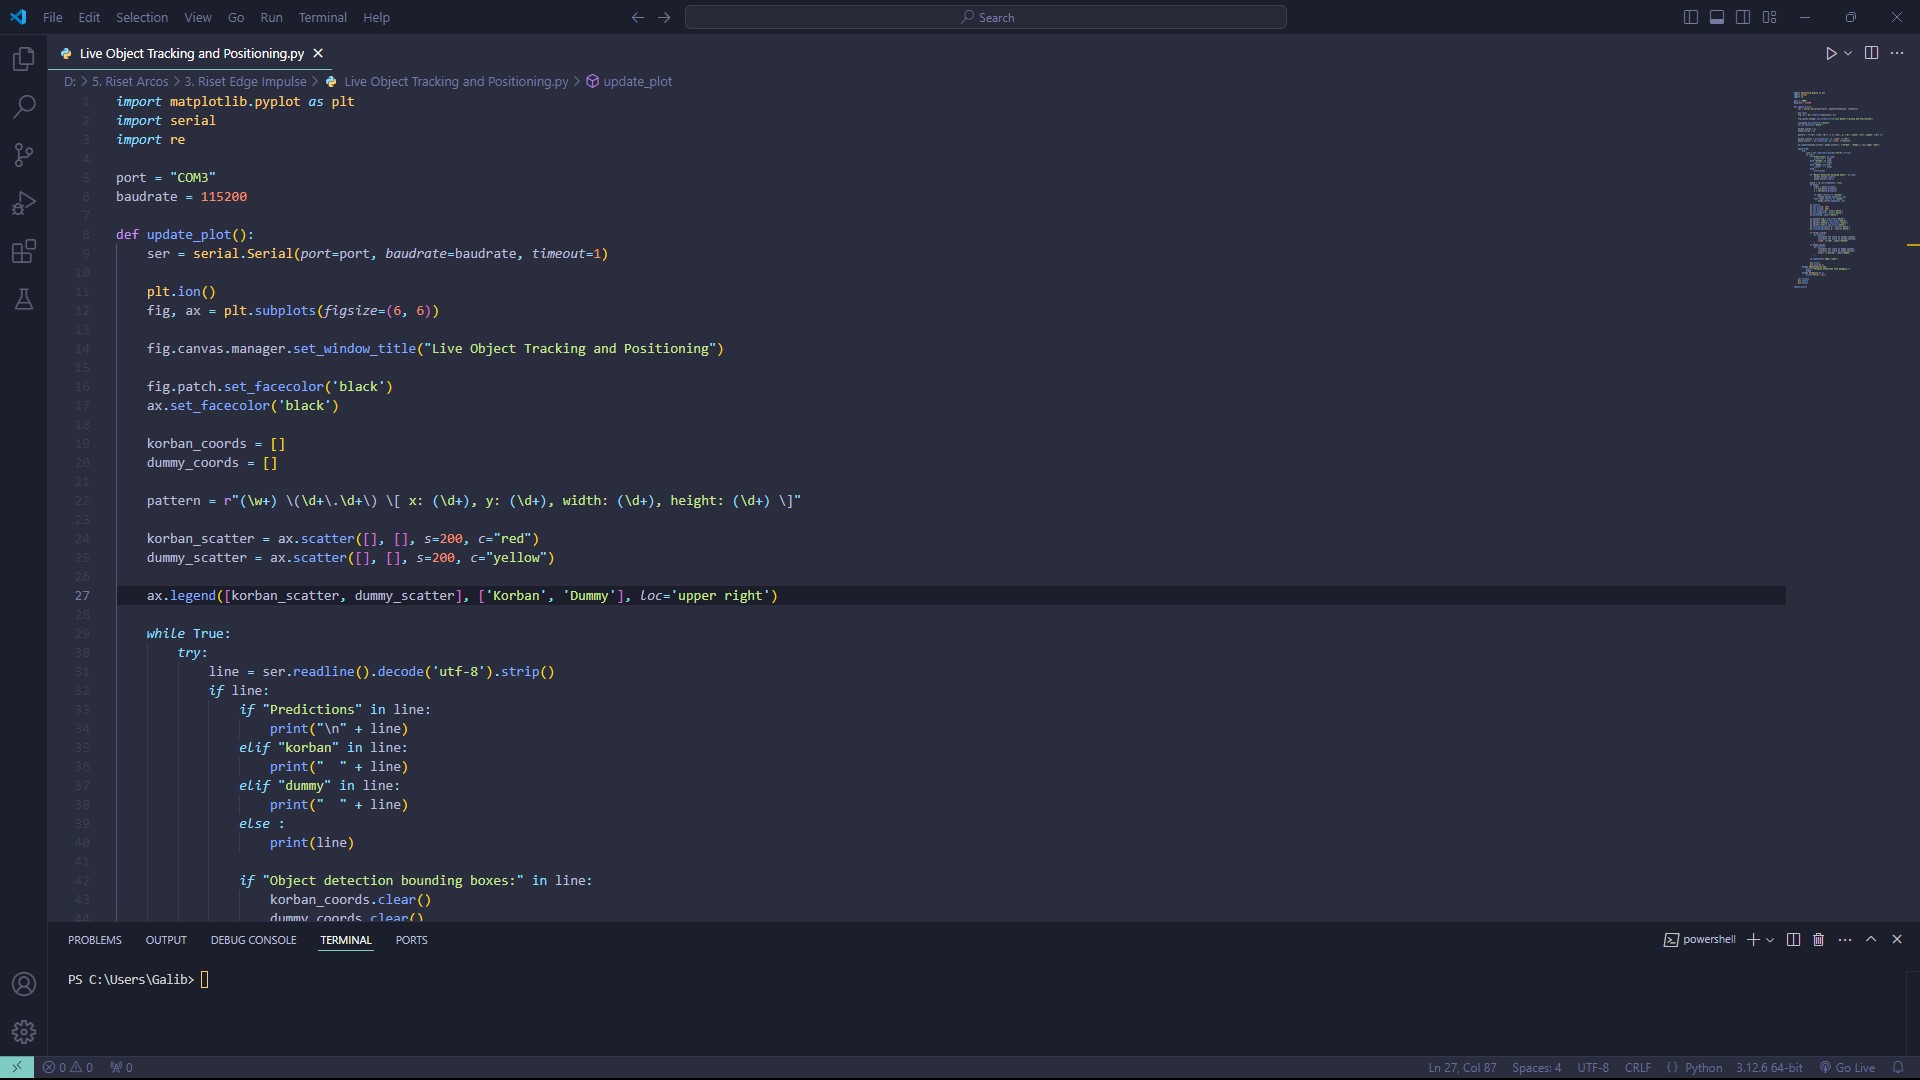 File Edit Selection View Go Run Terminal Help
Search
Live Object Tracking and Positioning.py
D: > 5. Riset Arcos > 3. Riset Edge Impulse > Live Object Tracking and Positioning.py > update_plot
1 import matplotlib.pyplot as plt
2 import serial
3 import re
4
5 port = "COM3"
6 baudrate = 115200
7
8 def update_plot():
9 ser = serial.Serial(port=port, baudrate=baudrate, timeout=1)
10
11 plt.ion()
12 fig, ax = plt.subplots(figsize=(6, 6))
13
14 fig.canvas.manager.set_window_title("Live Object Tracking and Positioning")
15
16 fig.patch.set_facecolor('black')
17 ax.set_facecolor('black')
18
19 korban_coords = []
20 dummy_coords = []
21
22 pattern = r"(\w+) \(\d+\.\d+\) \[ x: (\d+), y: (\d+), width: (\d+), height: (\d+) \]"
23
24 korban_scatter = ax.scatter([], [], s=200, c="red")
25 dummy_scatter = ax.scatter([], [], s=200, c="yellow")
26
27 ax.legend([korban_scatter, dummy_scatter], ['Korban', 'Dummy'], loc='upper right')
28
29 while True:
30 try:
31 line = ser.readline().decode('utf-8').strip()
32 if line:
33 if "Predictions" in line:
34 print("\n" + line)
35 elif "korban" in line:
36 print("  " + line)
37 elif "dummy" in line:
38 print("  " + line)
39 else :
40 print(line)
41
42 if "Object detection bounding boxes:" in line:
43 korban_coords.clear()
44 dummy_coords.clear()
PROBLEMS OUTPUT DEBUG CONSOLE TERMINAL PORTS
powershell
PS C:\Users\Galib>
0 0 0
Ln 27, Col 87 Spaces: 4 UTF-8 CRLF Python 3.12.6 64-bit Go Live